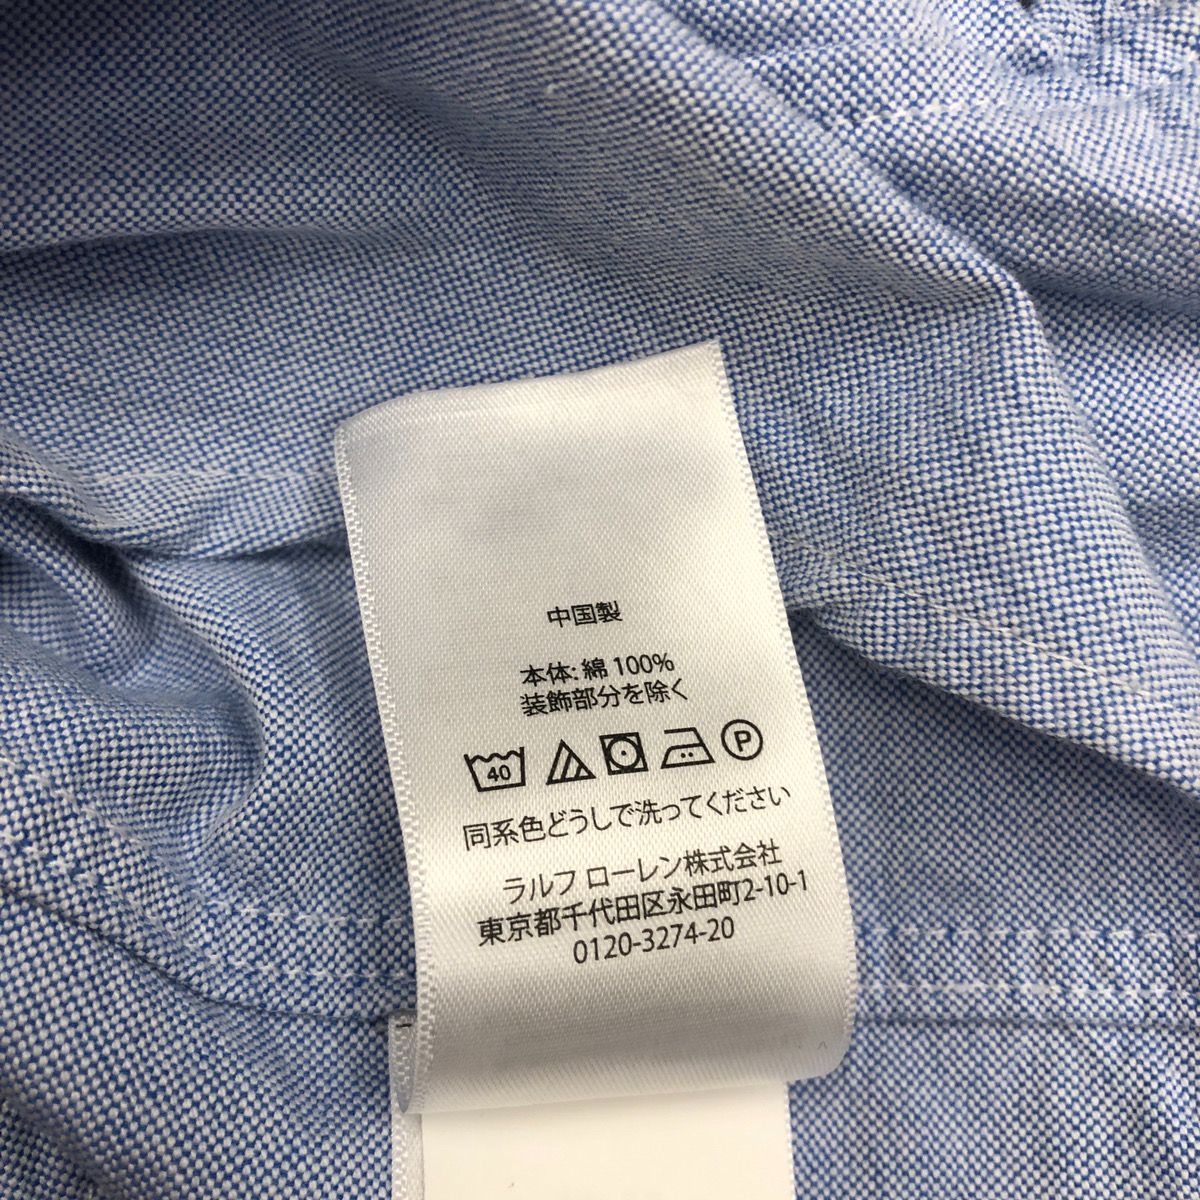 中国製
本体: 綿 100%
装飾部分を除く
40 P
同系色どうしで洗ってください
ラルフ ローレン株式会社
東京都千代田区永田町2-10-1
0120-3274-20